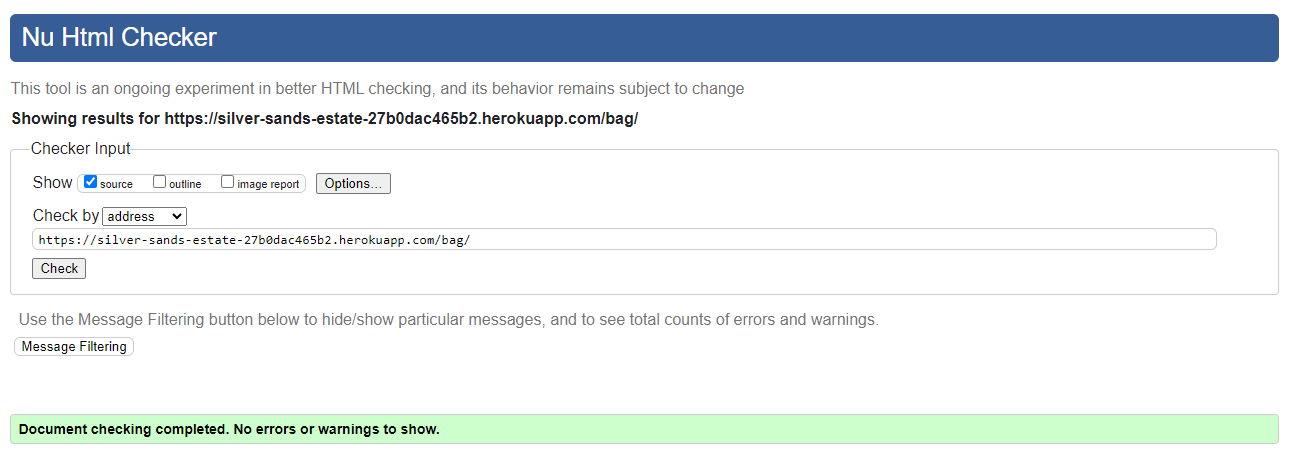 Nu Html Checker
This tool is an ongoing experiment in better HTML checking, and its behavior remains subject to change
Showing results for https://silver-sands-estate-27b0dac465b2.herokuapp.com/bag/
Checker Input
Show source outline image report Options...
Check by address
https://silver-sands-estate-27b0dac465b2.herokuapp.com/bag/
Check
Use the Message Filtering button below to hide/show particular messages, and to see total counts of errors and warnings.
Message Filtering
Document checking completed. No errors or warnings to show.